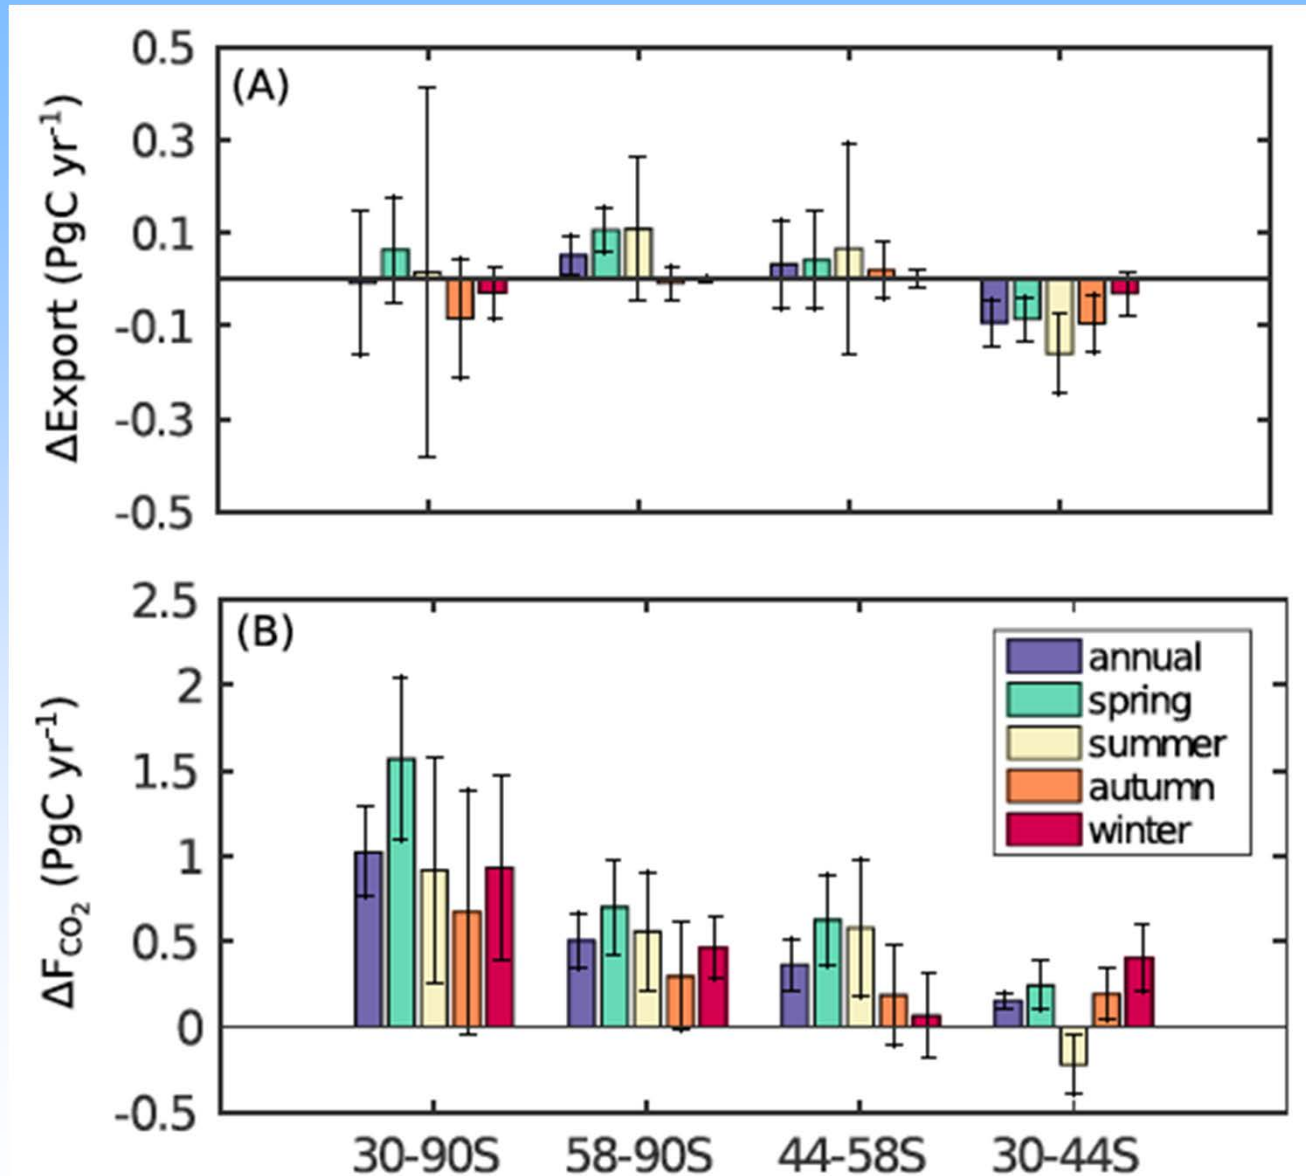 (A)
0.5
0.3
0.1
-0.1
-0.3
-0.5
ΔExport (PgC yr⁻¹)
(B)
2.5
2
1.5
1
0.5
0
-0.5
ΔF_CO₂ (PgC yr⁻¹)
annual
spring
summer
autumn
winter
30-90S 58-90S 44-58S 30-44S